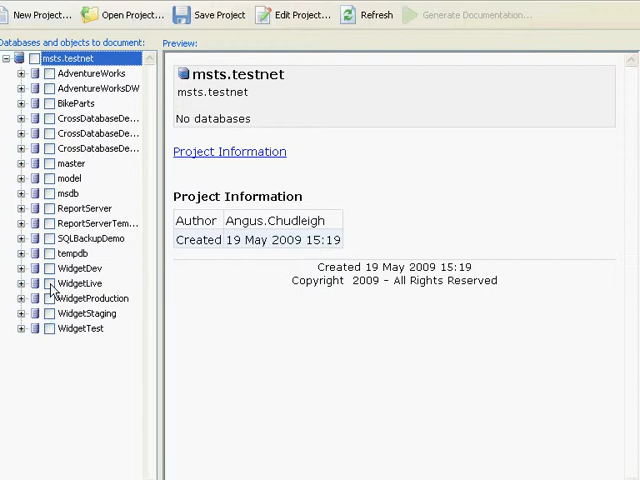 New Project... Open Project... Save Project Edit Project... Refresh Generate Documentation...
Databases and objects to document:
msts.testnet
AdventureWorks
AdventureWorksDW
BikeParts
CrossDatabaseDe...
CrossDatabaseDe...
CrossDatabaseDe...
master
model
msdb
ReportServer
ReportServerTem...
SQLBackupDemo
tempdb
WidgetDev
WidgetLive
WidgetProduction
WidgetStaging
WidgetTest
Preview:
msts.testnet
msts.testnet
No databases
Project Information
Project Information
Author Angus.Chudleigh
Created 19 May 2009 15:19
Created 19 May 2009 15:19
Copyright 2009 - All Rights Reserved